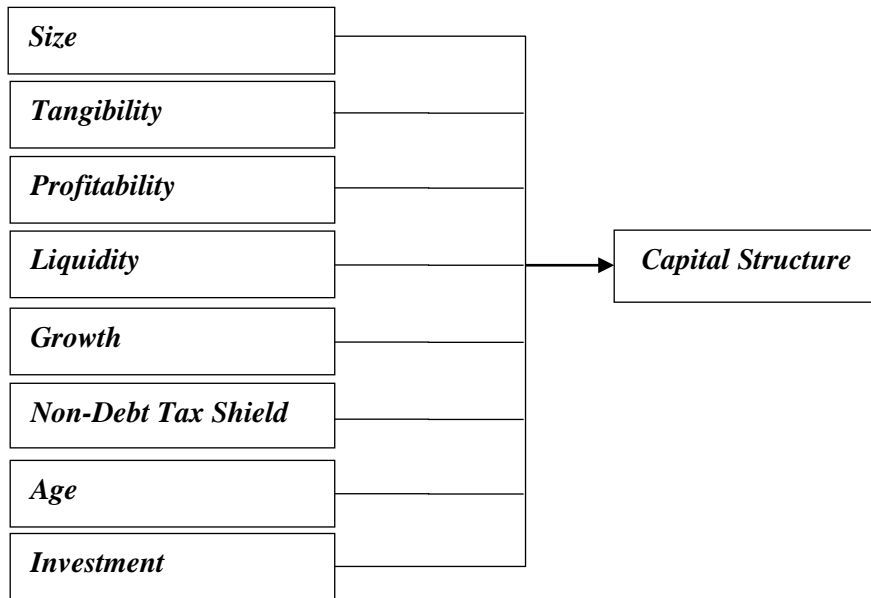 Size
Tangibility
Profitability
Liquidity
Capital Structure
Growth
Non-Debt Tax Shield
Age
Investment